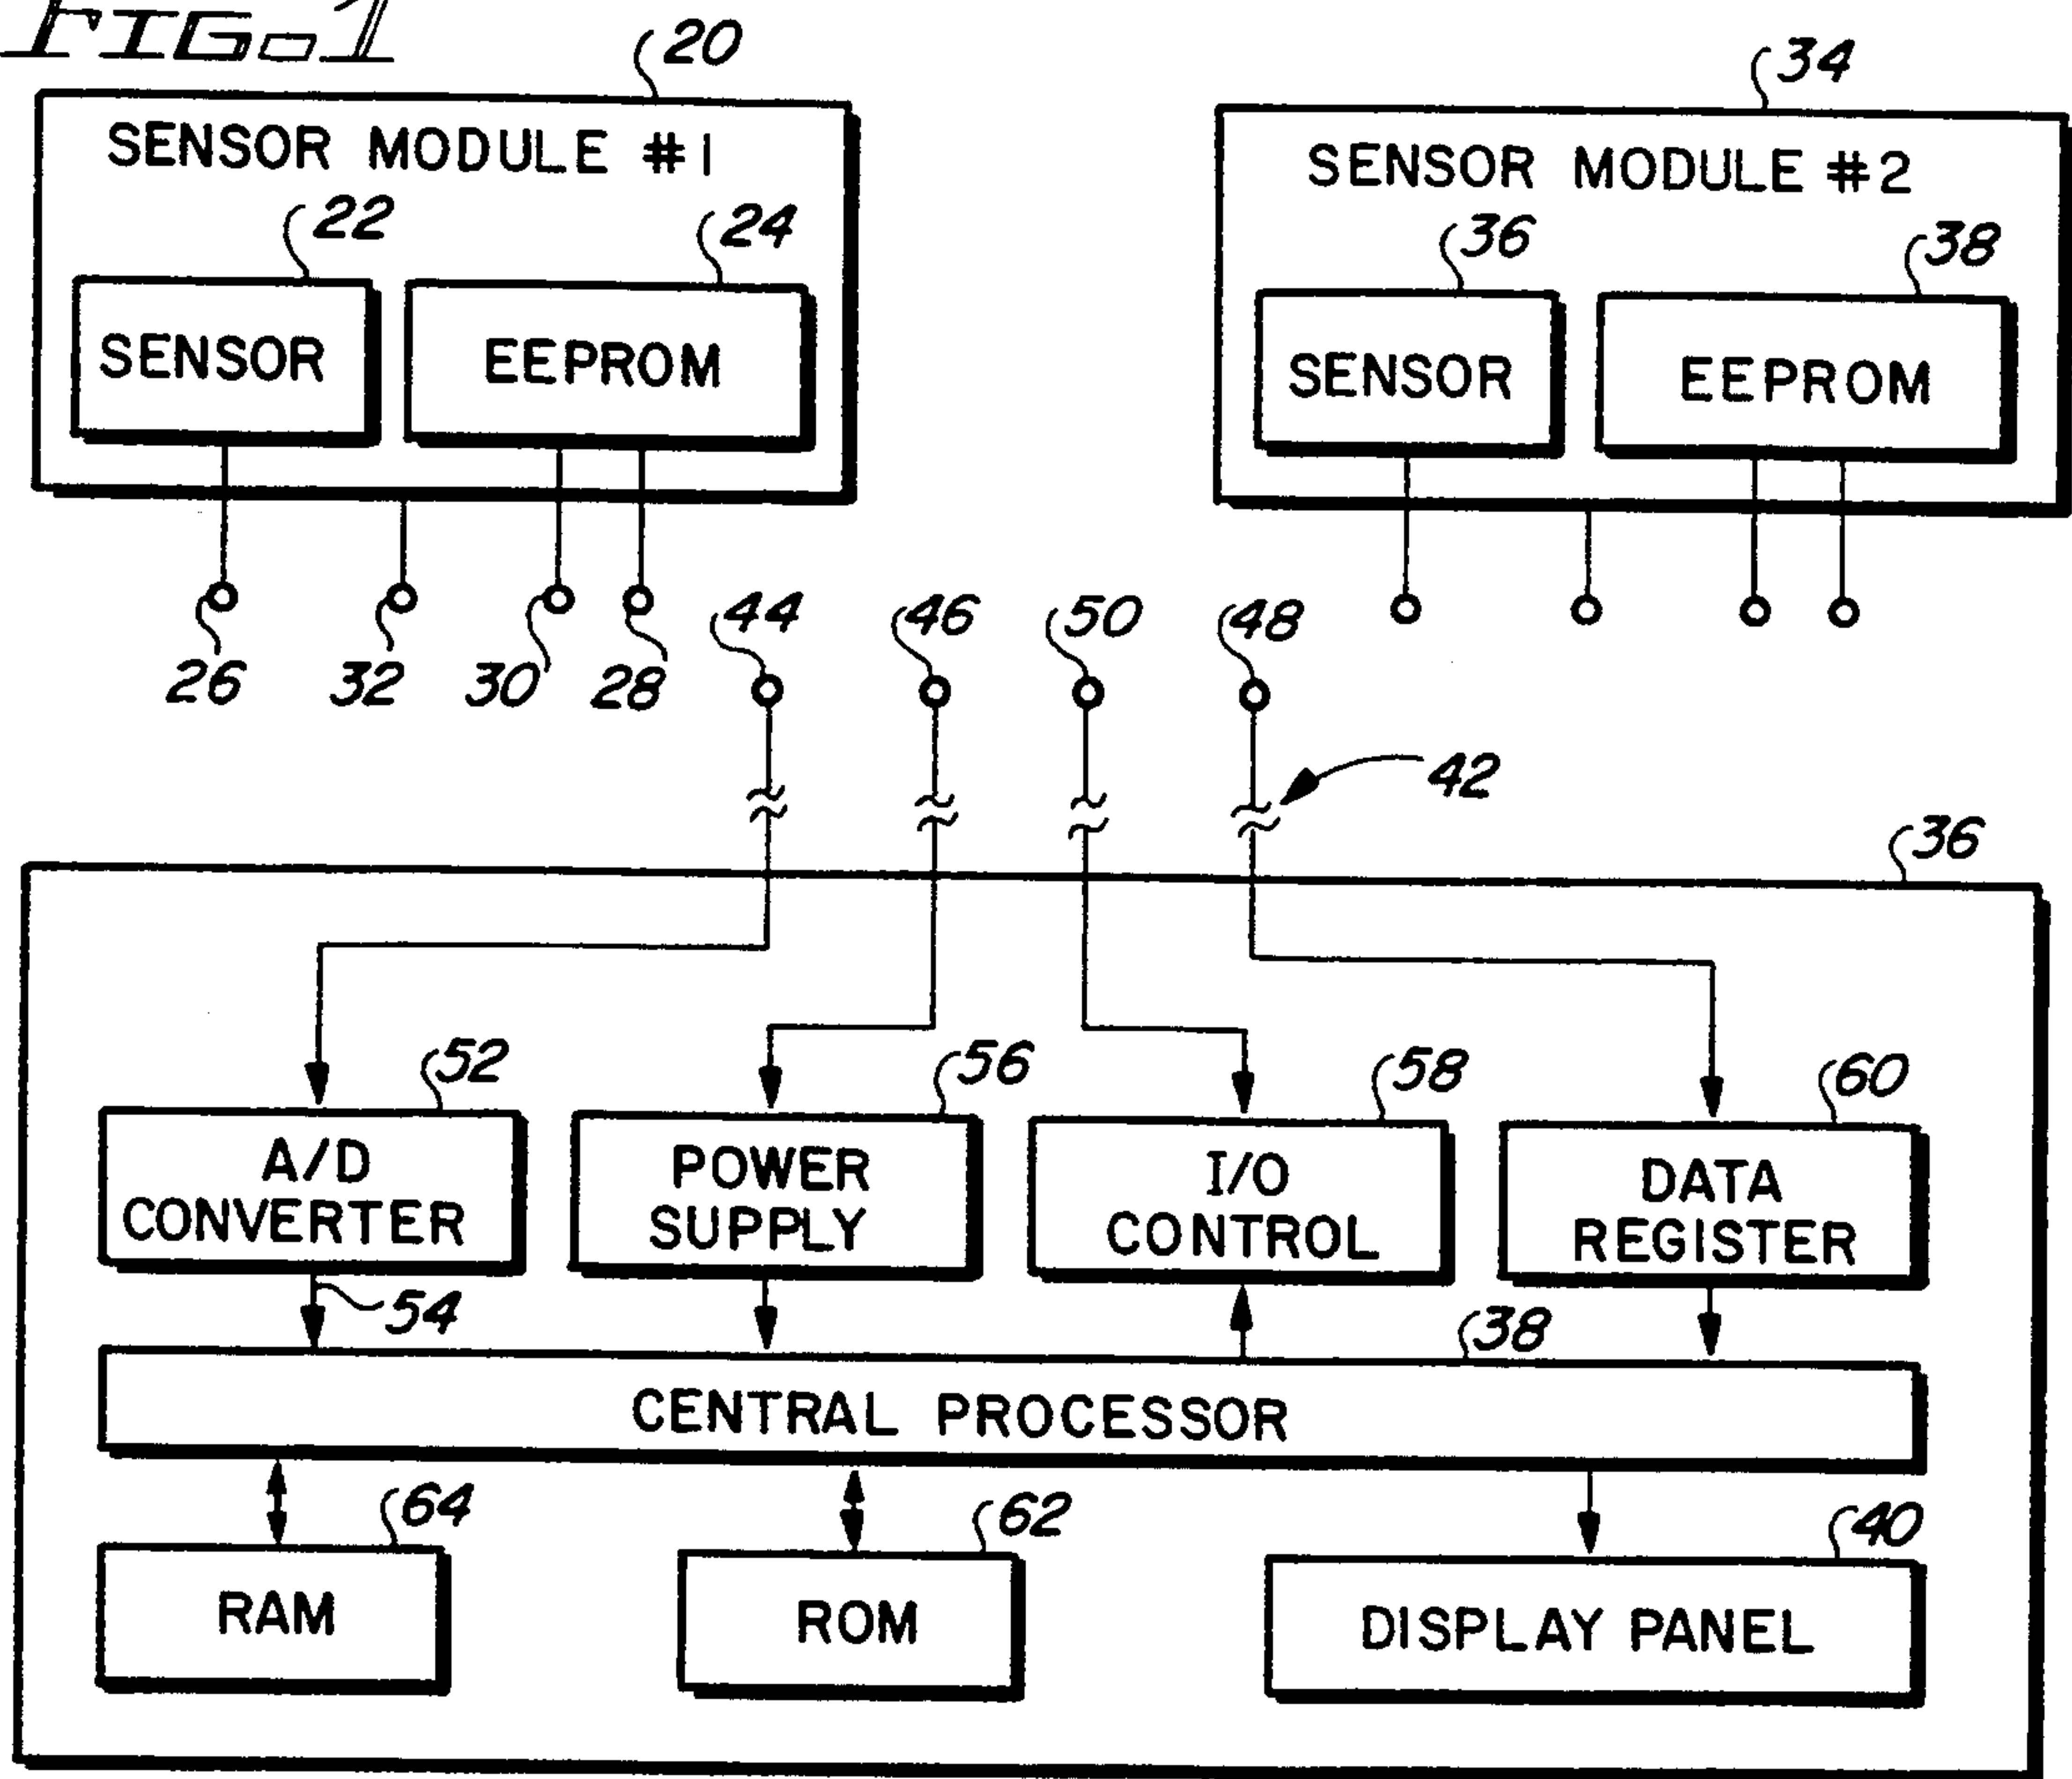 FIG. 1
20
34
SENSOR MODULE #1
SENSOR MODULE #2
22
24
36
38
SENSOR
EEPROM
SENSOR
EEPROM
26
32
30
28
44
46
50
48
42
36
52
56
58
60
A/D
CONVERTER
POWER
SUPPLY
I/O
CONTROL
DATA
REGISTER
54
38
CENTRAL PROCESSOR
64
62
40
RAM
ROM
DISPLAY PANEL